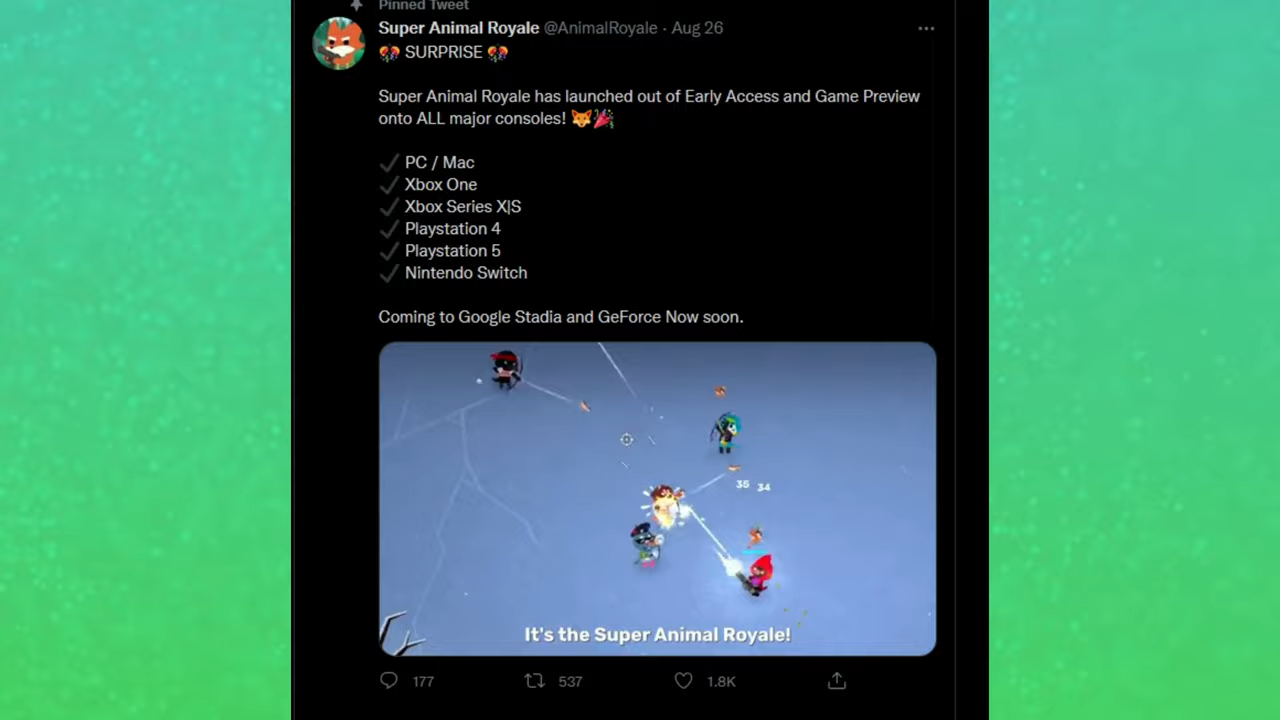 Pinned Tweet
Super Animal Royale @AnimalRoyale · Aug 26
SURPRISE
Super Animal Royale has launched out of Early Access and Game Preview
onto ALL major consoles!
PC / Mac
Xbox One
Xbox Series X|S
Playstation 4
Playstation 5
Nintendo Switch
Coming to Google Stadia and GeForce Now soon.
35 34
It's the Super Animal Royale!
177 537 1.8K